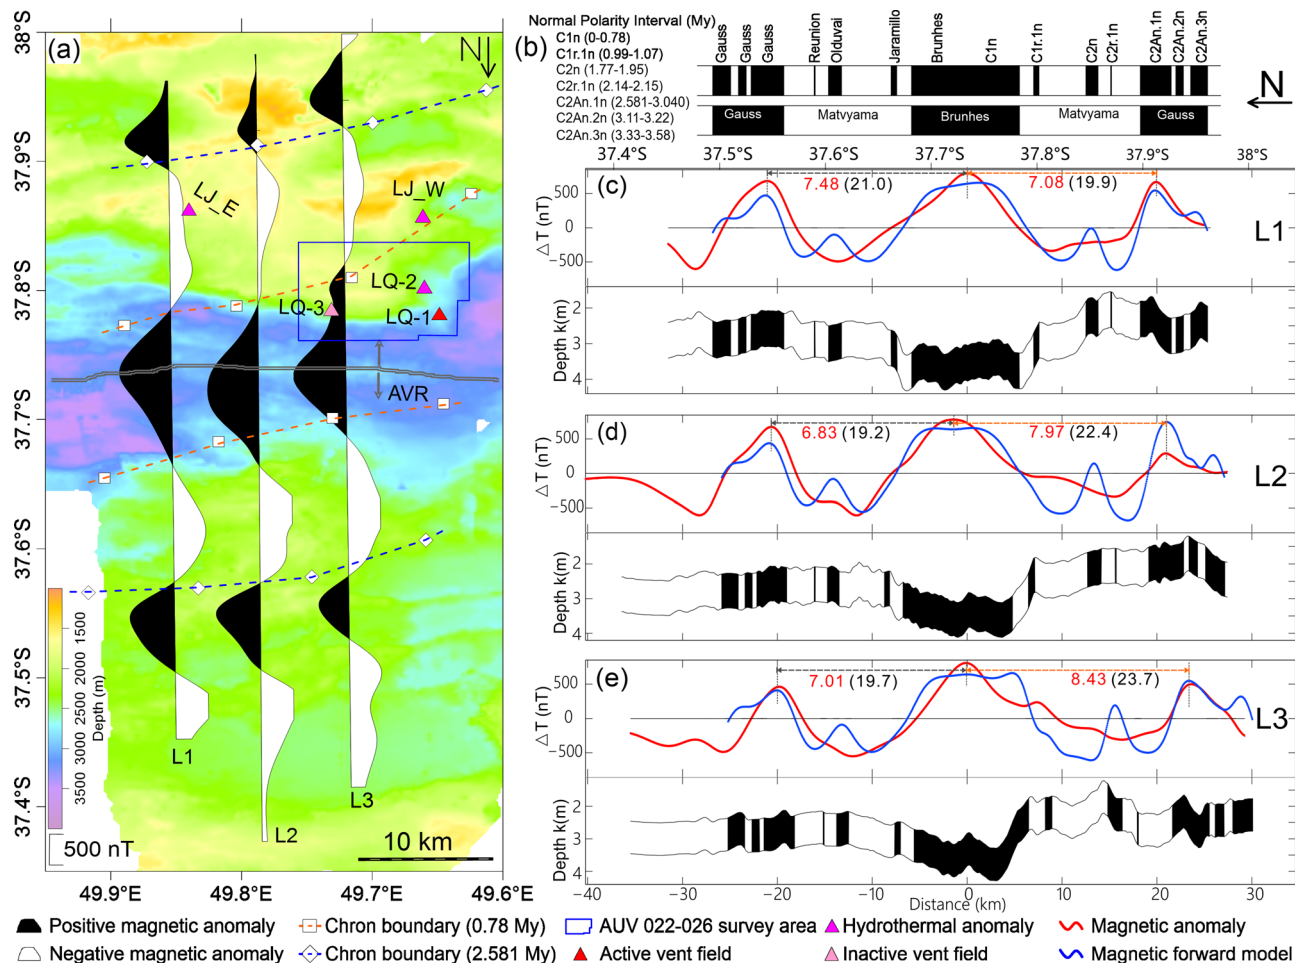 (a)
N
38°S
37.9°S
37.8°S
37.7°S
37.6°S
37.5°S
37.4°S
49.9°E
49.8°E
49.7°E
49.6°E
LJ_E
LJ_W
LQ-2
LQ-3
LQ-1
AVR
L1
L2
L3
1500
2000
2500
3000
3500
Depth (m)
500 nT
10 km
Normal Polarity Interval (My)
C1n (0-0.78)
C1r.1n (0.99-1.07)
C2n (1.77-1.95)
C2r.1n (2.14-2.15)
C2An.1n (2.581-3.040)
C2An.2n (3.11-3.22)
C2An.3n (3.33-3.58)
(b)
Gauss
Gauss
Gauss
Reunion
Olduvai
Jaramillo
Brunhes
C1n
C1r.1n
C2n
C2r.1n
C2An.1n
C2An.2n
C2An.3n
N
Gauss Matvyama Brunhes Matvyama Gauss
37.4°S 37.5°S 37.6°S 37.7°S 37.8°S 37.9°S 38°S
(c)
7.48 (21.0) 7.08 (19.9)
500
0
−500
△T (nT)
L1
2
3
4
Depth k(m)
(d)
6.83 (19.2) 7.97 (22.4)
500
0
−500
△T (nT)
L2
2
3
4
Depth k(m)
(e)
7.01 (19.7) 8.43 (23.7)
500
0
−500
△T (nT)
L3
2
3
4
Depth k(m)
−40 −30 −20 −10 0 10 20 30
Distance (km)
Positive magnetic anomaly
Chron boundary (0.78 My)
AUV 022-026 survey area
Hydrothermal anomaly
Magnetic anomaly
Negative magnetic anomaly
Chron boundary (2.581 My)
Active vent field
Inactive vent field
Magnetic forward model